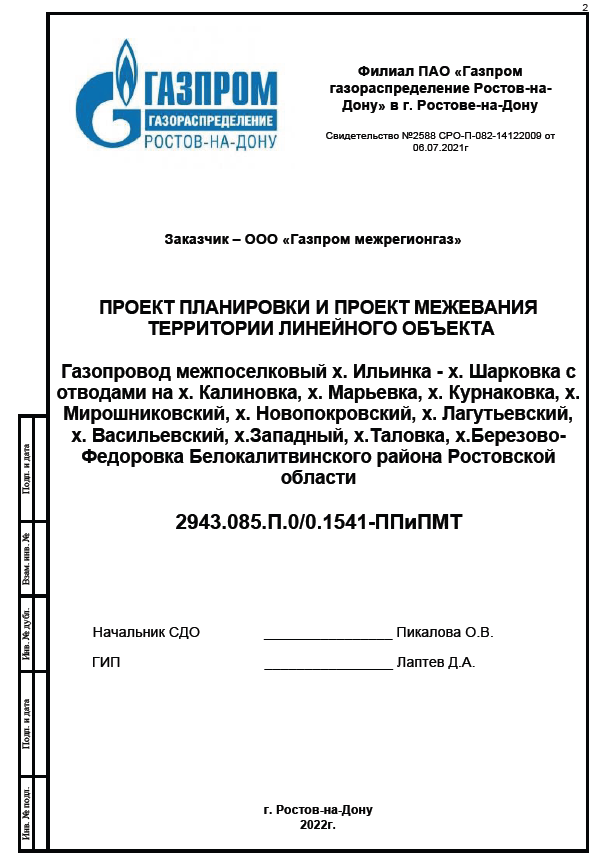 2
ГАЗПРОМ
ГАЗОРАСПРЕДЕЛЕНИЕ
РОСТОВ-НА-ДОНУ
Филиал ПАО «Газпром
газораспределение Ростов-на-
Дону» в г. Ростове-на-Дону
Свидетельство №2588 СРО-П-082-14122009 от
06.07.2021г
Заказчик – ООО «Газпром межрегионгаз»
ПРОЕКТ ПЛАНИРОВКИ И ПРОЕКТ МЕЖЕВАНИЯ
ТЕРРИТОРИИ ЛИНЕЙНОГО ОБЪЕКТА
Газопровод межпоселковый х. Ильинка - х. Шарковка с
отводами на х. Калиновка, х. Марьевка, х. Курнаковка, х.
Мирошниковский, х. Новопокровский, х. Лагутьевский,
х. Васильевский, х.Западный, х.Таловка, х.Березово-
Федоровка Белокалитвинского района Ростовской
области
2943.085.П.0/0.1541-ППиПМТ
Начальник СДО ________________ Пикалова О.В.
ГИП ________________ Лаптев Д.А.
Подп. и дата
Взам. инв. №
Инв. № дубл.
Подп. и дата
Инв. № подл.
г. Ростов-на-Дону
2022г.